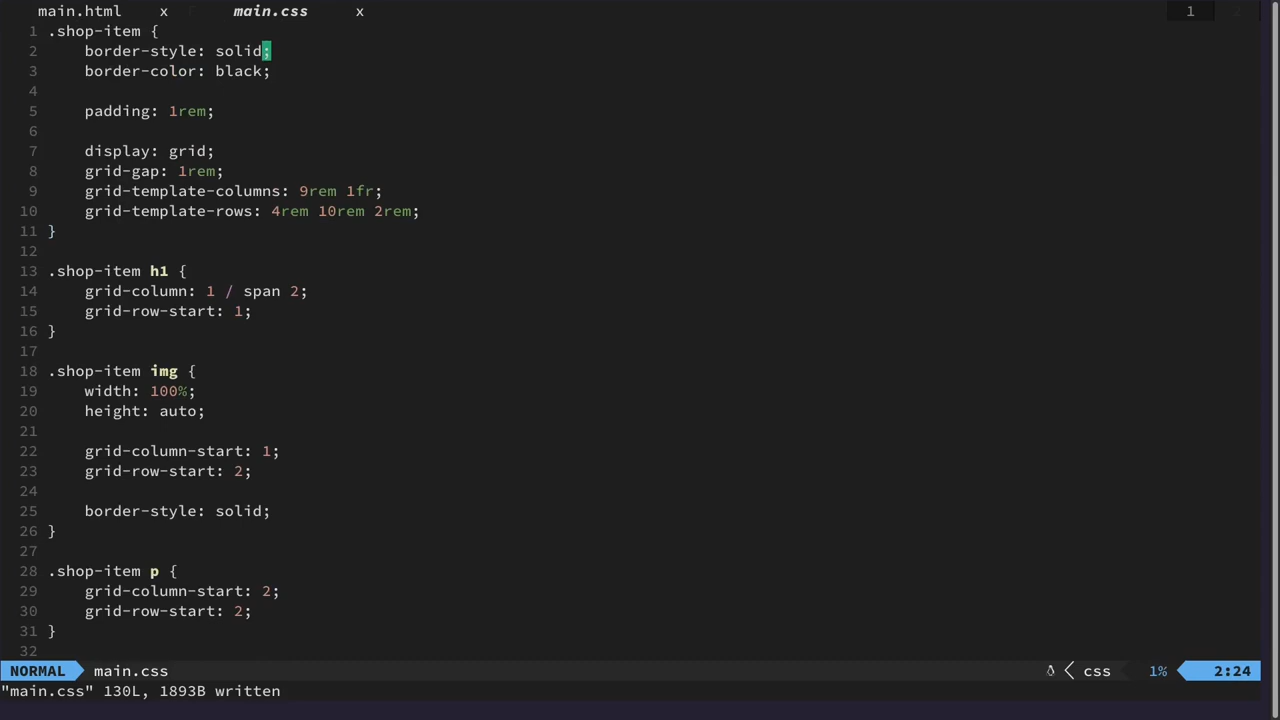 main.html x main.css x 1 2
1 .shop-item {
2 border-style: solid;
3 border-color: black;
4
5 padding: 1rem;
6
7 display: grid;
8 grid-gap: 1rem;
9 grid-template-columns: 9rem 1fr;
10 grid-template-rows: 4rem 10rem 2rem;
11 }
12
13 .shop-item h1 {
14 grid-column: 1 / span 2;
15 grid-row-start: 1;
16 }
17
18 .shop-item img {
19 width: 100%;
20 height: auto;
21
22 grid-column-start: 1;
23 grid-row-start: 2;
24
25 border-style: solid;
26 }
27
28 .shop-item p {
29 grid-column-start: 2;
30 grid-row-start: 2;
31 }
32
NORMAL main.css css 1% 2:24
"main.css" 130L, 1893B written